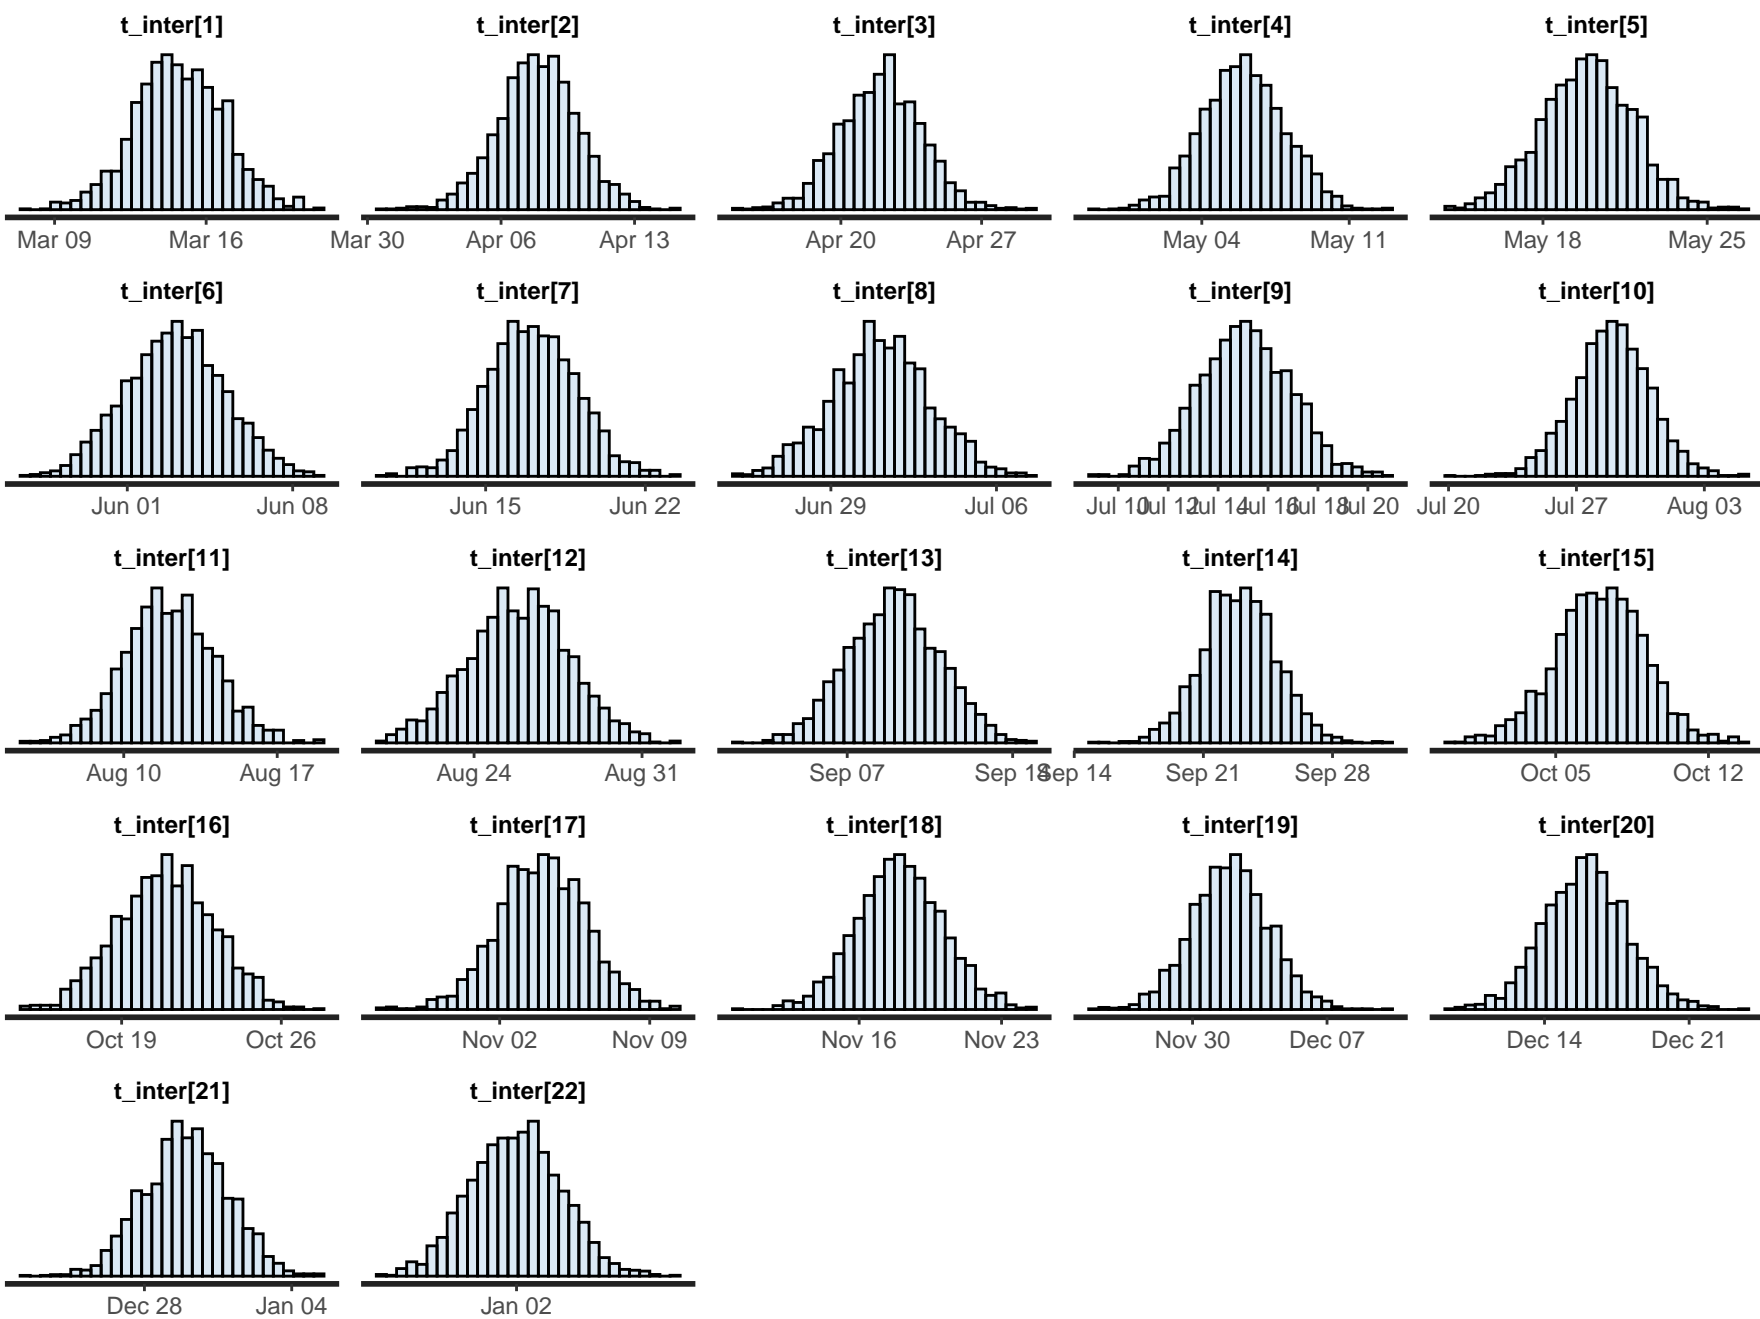 t_inter[1] t_inter[2] t_inter[3] t_inter[4] t_inter[5]
Mar 09 Mar 16 Mar 30 Apr 06 Apr 13 Apr 20 Apr 27 May 04 May 11 May 18 May 25
t_inter[6] t_inter[7] t_inter[8] t_inter[9] t_inter[10]
Jun 01 Jun 08 Jun 15 Jun 22 Jun 29 Jul 06 Jul 10 Jul 12 Jul 14 Jul 16 Jul 18 Jul 20 Jul 20 Jul 27 Aug 03
t_inter[11] t_inter[12] t_inter[13] t_inter[14] t_inter[15]
Aug 10 Aug 17 Aug 24 Aug 31 Sep 07 Sep 14 Sep 14 Sep 21 Sep 28 Oct 05 Oct 12
t_inter[16] t_inter[17] t_inter[18] t_inter[19] t_inter[20]
Oct 19 Oct 26 Nov 02 Nov 09 Nov 16 Nov 23 Nov 30 Dec 07 Dec 14 Dec 21
t_inter[21] t_inter[22]
Dec 28 Jan 04 Jan 02